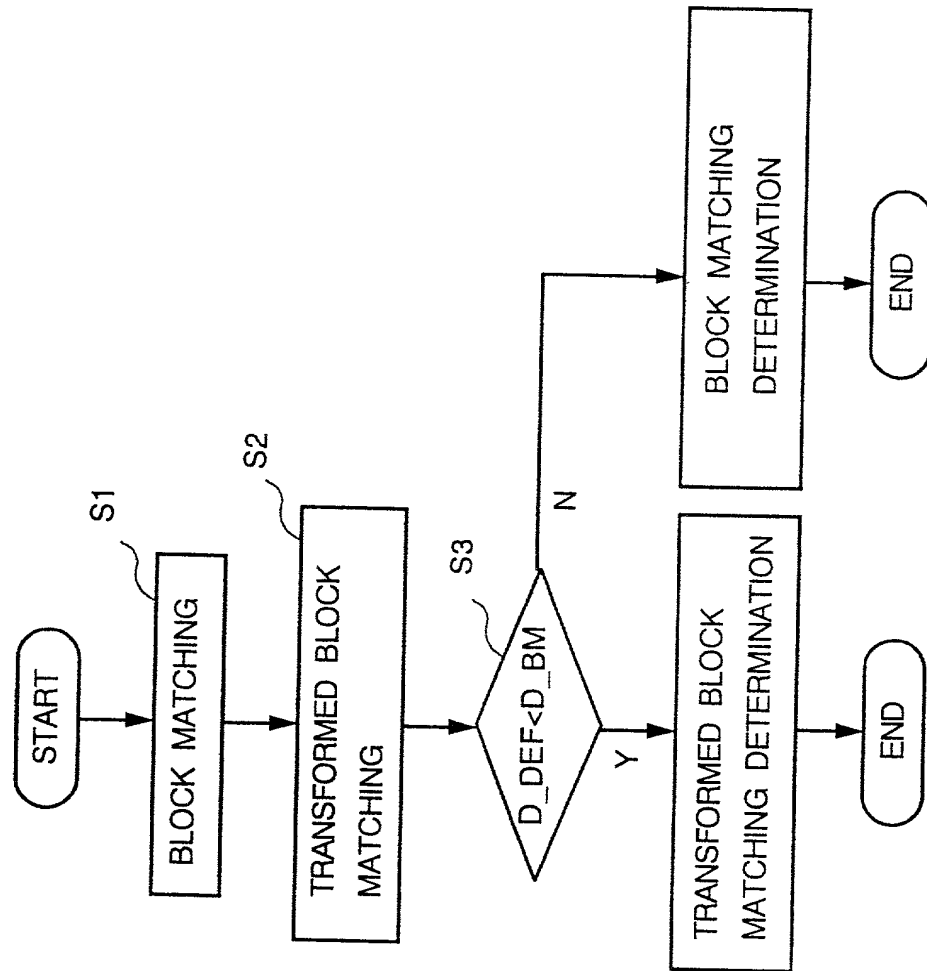 START
S1
BLOCK MATCHING
S2
TRANSFORMED BLOCK
MATCHING
S3
D_DEF<D_BM
Y
N
TRANSFORMED BLOCK
MATCHING DETERMINATION
BLOCK MATCHING
DETERMINATION
END
END